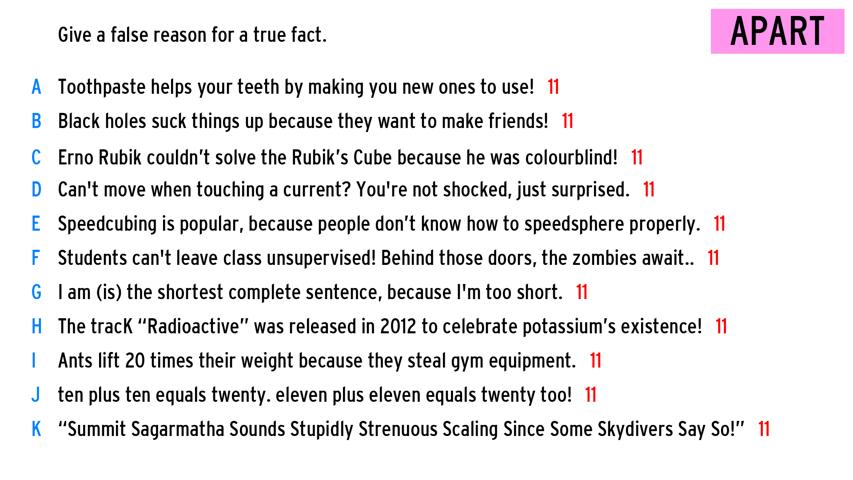 Give a false reason for a true fact.
APART
A Toothpaste helps your teeth by making you new ones to use! 11
B Black holes suck things up because they want to make friends! 11
C Erno Rubik couldn’t solve the Rubik’s Cube because he was colourblind! 11
D Can't move when touching a current? You're not shocked, just surprised. 11
E Speedcubing is popular, because people don’t know how to speedsphere properly. 11
F Students can't leave class unsupervised! Behind those doors, the zombies await.. 11
G I am (is) the shortest complete sentence, because I'm too short. 11
H The tracK “Radioactive” was released in 2012 to celebrate potassium’s existence! 11
I Ants lift 20 times their weight because they steal gym equipment. 11
J ten plus ten equals twenty. eleven plus eleven equals twenty too! 11
K “Summit Sagarmatha Sounds Stupidly Strenuous Scaling Since Some Skydivers Say So!” 11